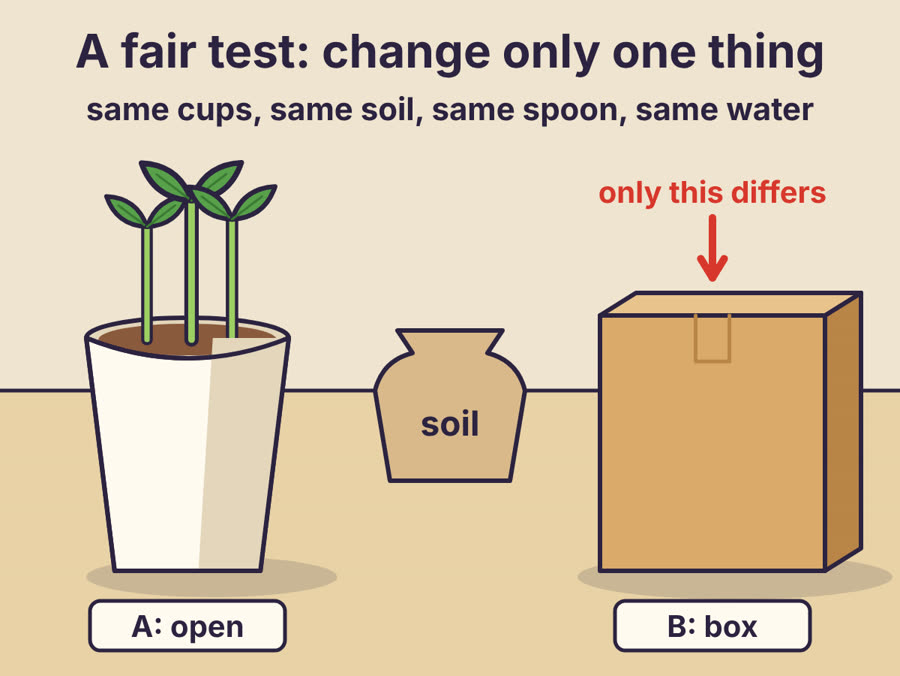 A fair test: change only one thing
same cups, same soil, same spoon, same water
only this differs
soil
A: open
B: box